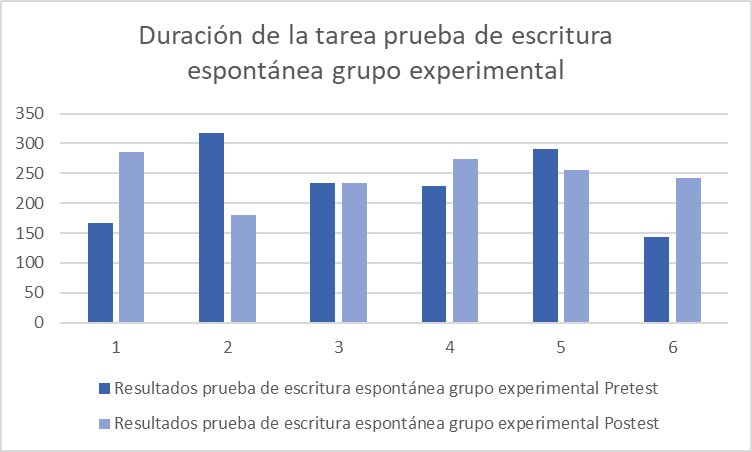 Duración de la tarea prueba de escritura
espontánea grupo experimental
350
300
250
200
150
100
50
0
1 2 3 4 5 6
Resultados prueba de escritura espontánea grupo experimental Pretest
Resultados prueba de escritura espontánea grupo experimental Postest